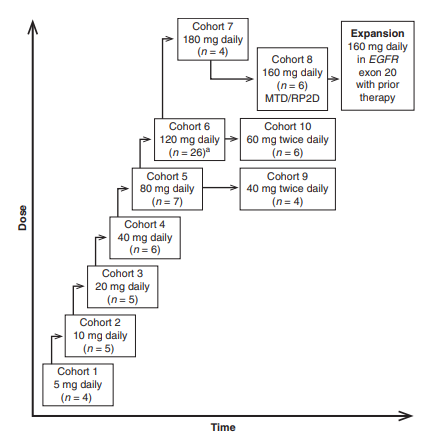 Cohort 7
180 mg daily
(n = 4)
Cohort 8
160 mg daily
(n = 6)
MTD/RP2D
Expansion
160 mg daily
in EGFR
exon 20
with prior
therapy
Cohort 6
120 mg daily
(n = 26)a
Cohort 10
60 mg twice daily
(n = 6)
Cohort 5
80 mg daily
(n = 7)
Cohort 9
40 mg twice daily
(n = 4)
Cohort 4
40 mg daily
(n = 6)
Cohort 3
20 mg daily
(n = 5)
Cohort 2
10 mg daily
(n = 5)
Cohort 1
5 mg daily
(n = 4)
Dose
Time